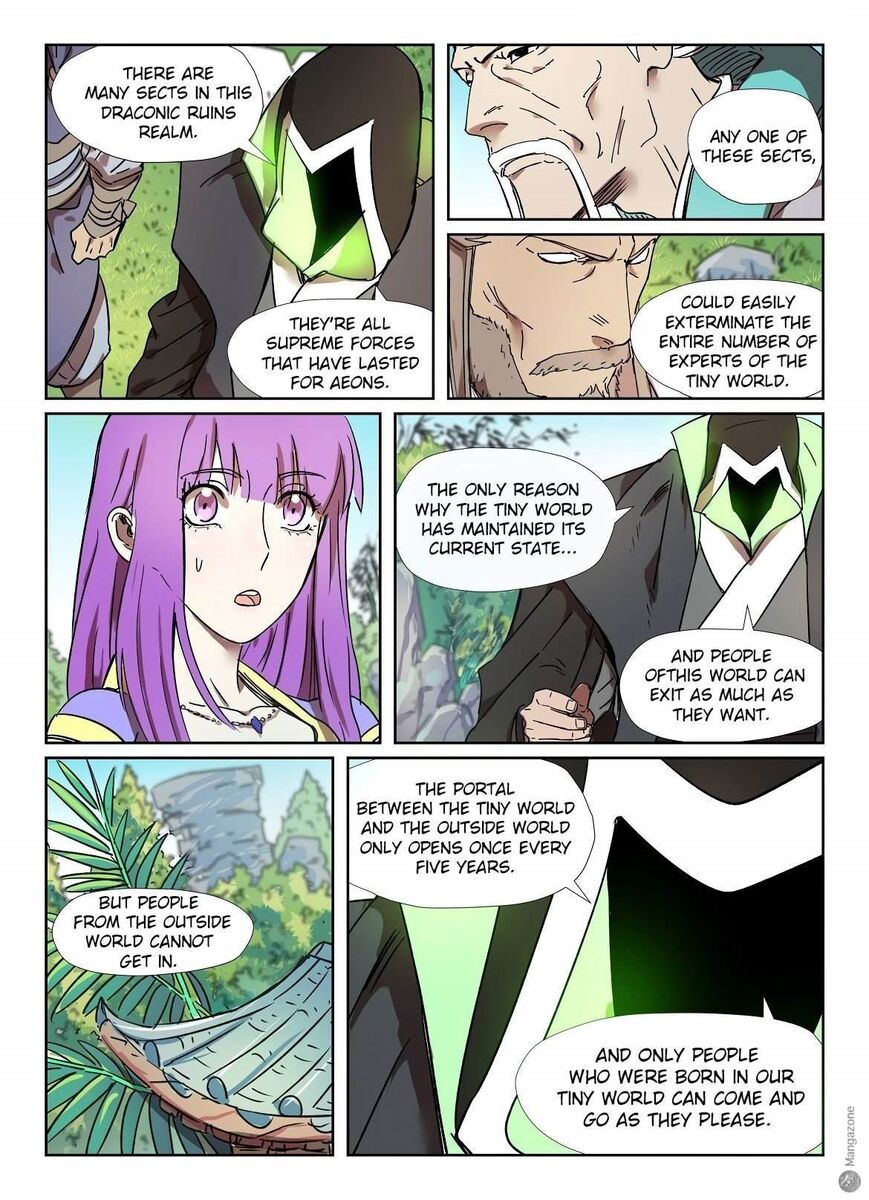 THERE ARE
MANY SECTS IN THIS
DRACONIC RUINS
REALM.
THEY'RE ALL
SUPREME FORCES
THAT HAVE LASTED
FOR AEONS.
ANY ONE OF
THESE SECTS,
COULD EASILY
EXTERMINATE THE
ENTIRE NUMBER OF
EXPERTS OF THE
TINY WORLD.
THE ONLY REASON
WHY THE TINY WORLD
HAS MAINTAINED ITS
CURRENT STATE...
AND PEOPLE
OFTHIS WORLD CAN
EXIT AS MUCH AS
THEY WANT.
BUT PEOPLE
FROM THE OUTSIDE
WORLD CANNOT
GET IN.
THE PORTAL
BETWEEN THE TINY WORLD
AND THE OUTSIDE WORLD
ONLY OPENS ONCE EVERY
FIVE YEARS.
AND ONLY PEOPLE
WHO WERE BORN IN OUR
TINY WORLD CAN COME AND
GO AS THEY PLEASE.
Mangazone